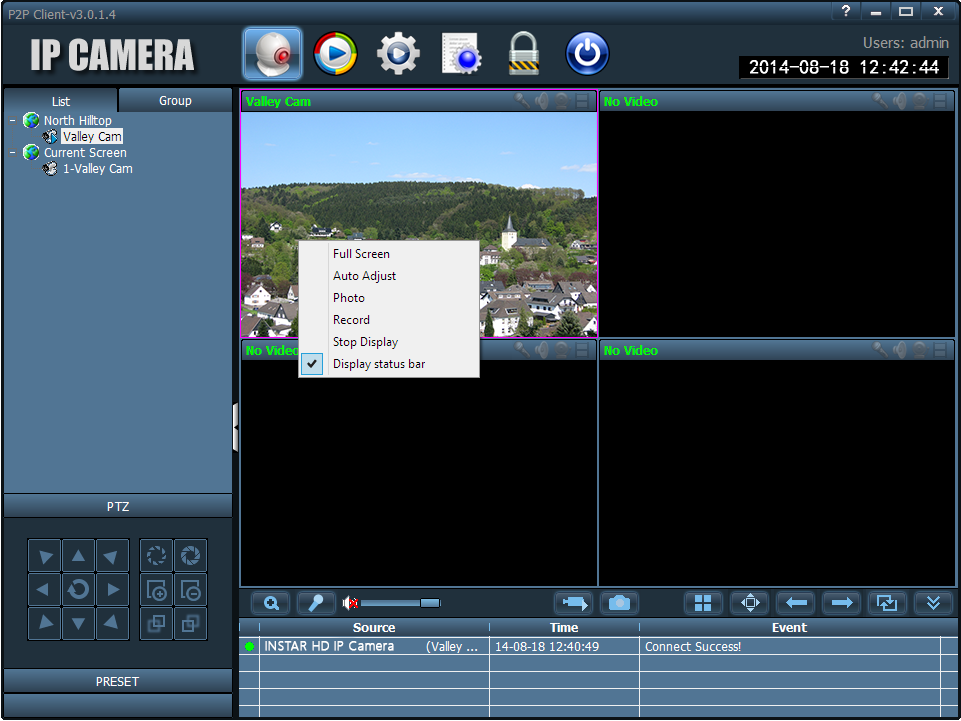 P2P Client-v3.0.1.4
?
IP CAMERA
Users: admin
2014-08-18 12:42:44
List
Group
North Hilltop
Valley Cam
Current Screen
1-Valley Cam
Valley Cam
No Video
Full Screen
Auto Adjust
Photo
Record
Stop Display
Display status bar
No Video
No Video
PTZ
PRESET
Source Time Event
INSTAR HD IP Camera (Valley ... 14-08-18 12:40:49 Connect Success!